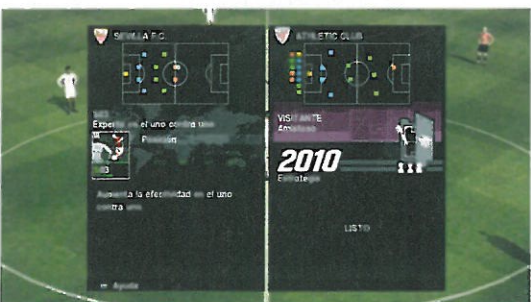 SEVILLA F.C.
Experto en el uno contra uno
Posesión
Aumenta la efectividad en el uno
contra uno.
Ayuda
ATHLETIC CLUB
VISITANTE
Amistoso
2010
Estrategia
LISTO